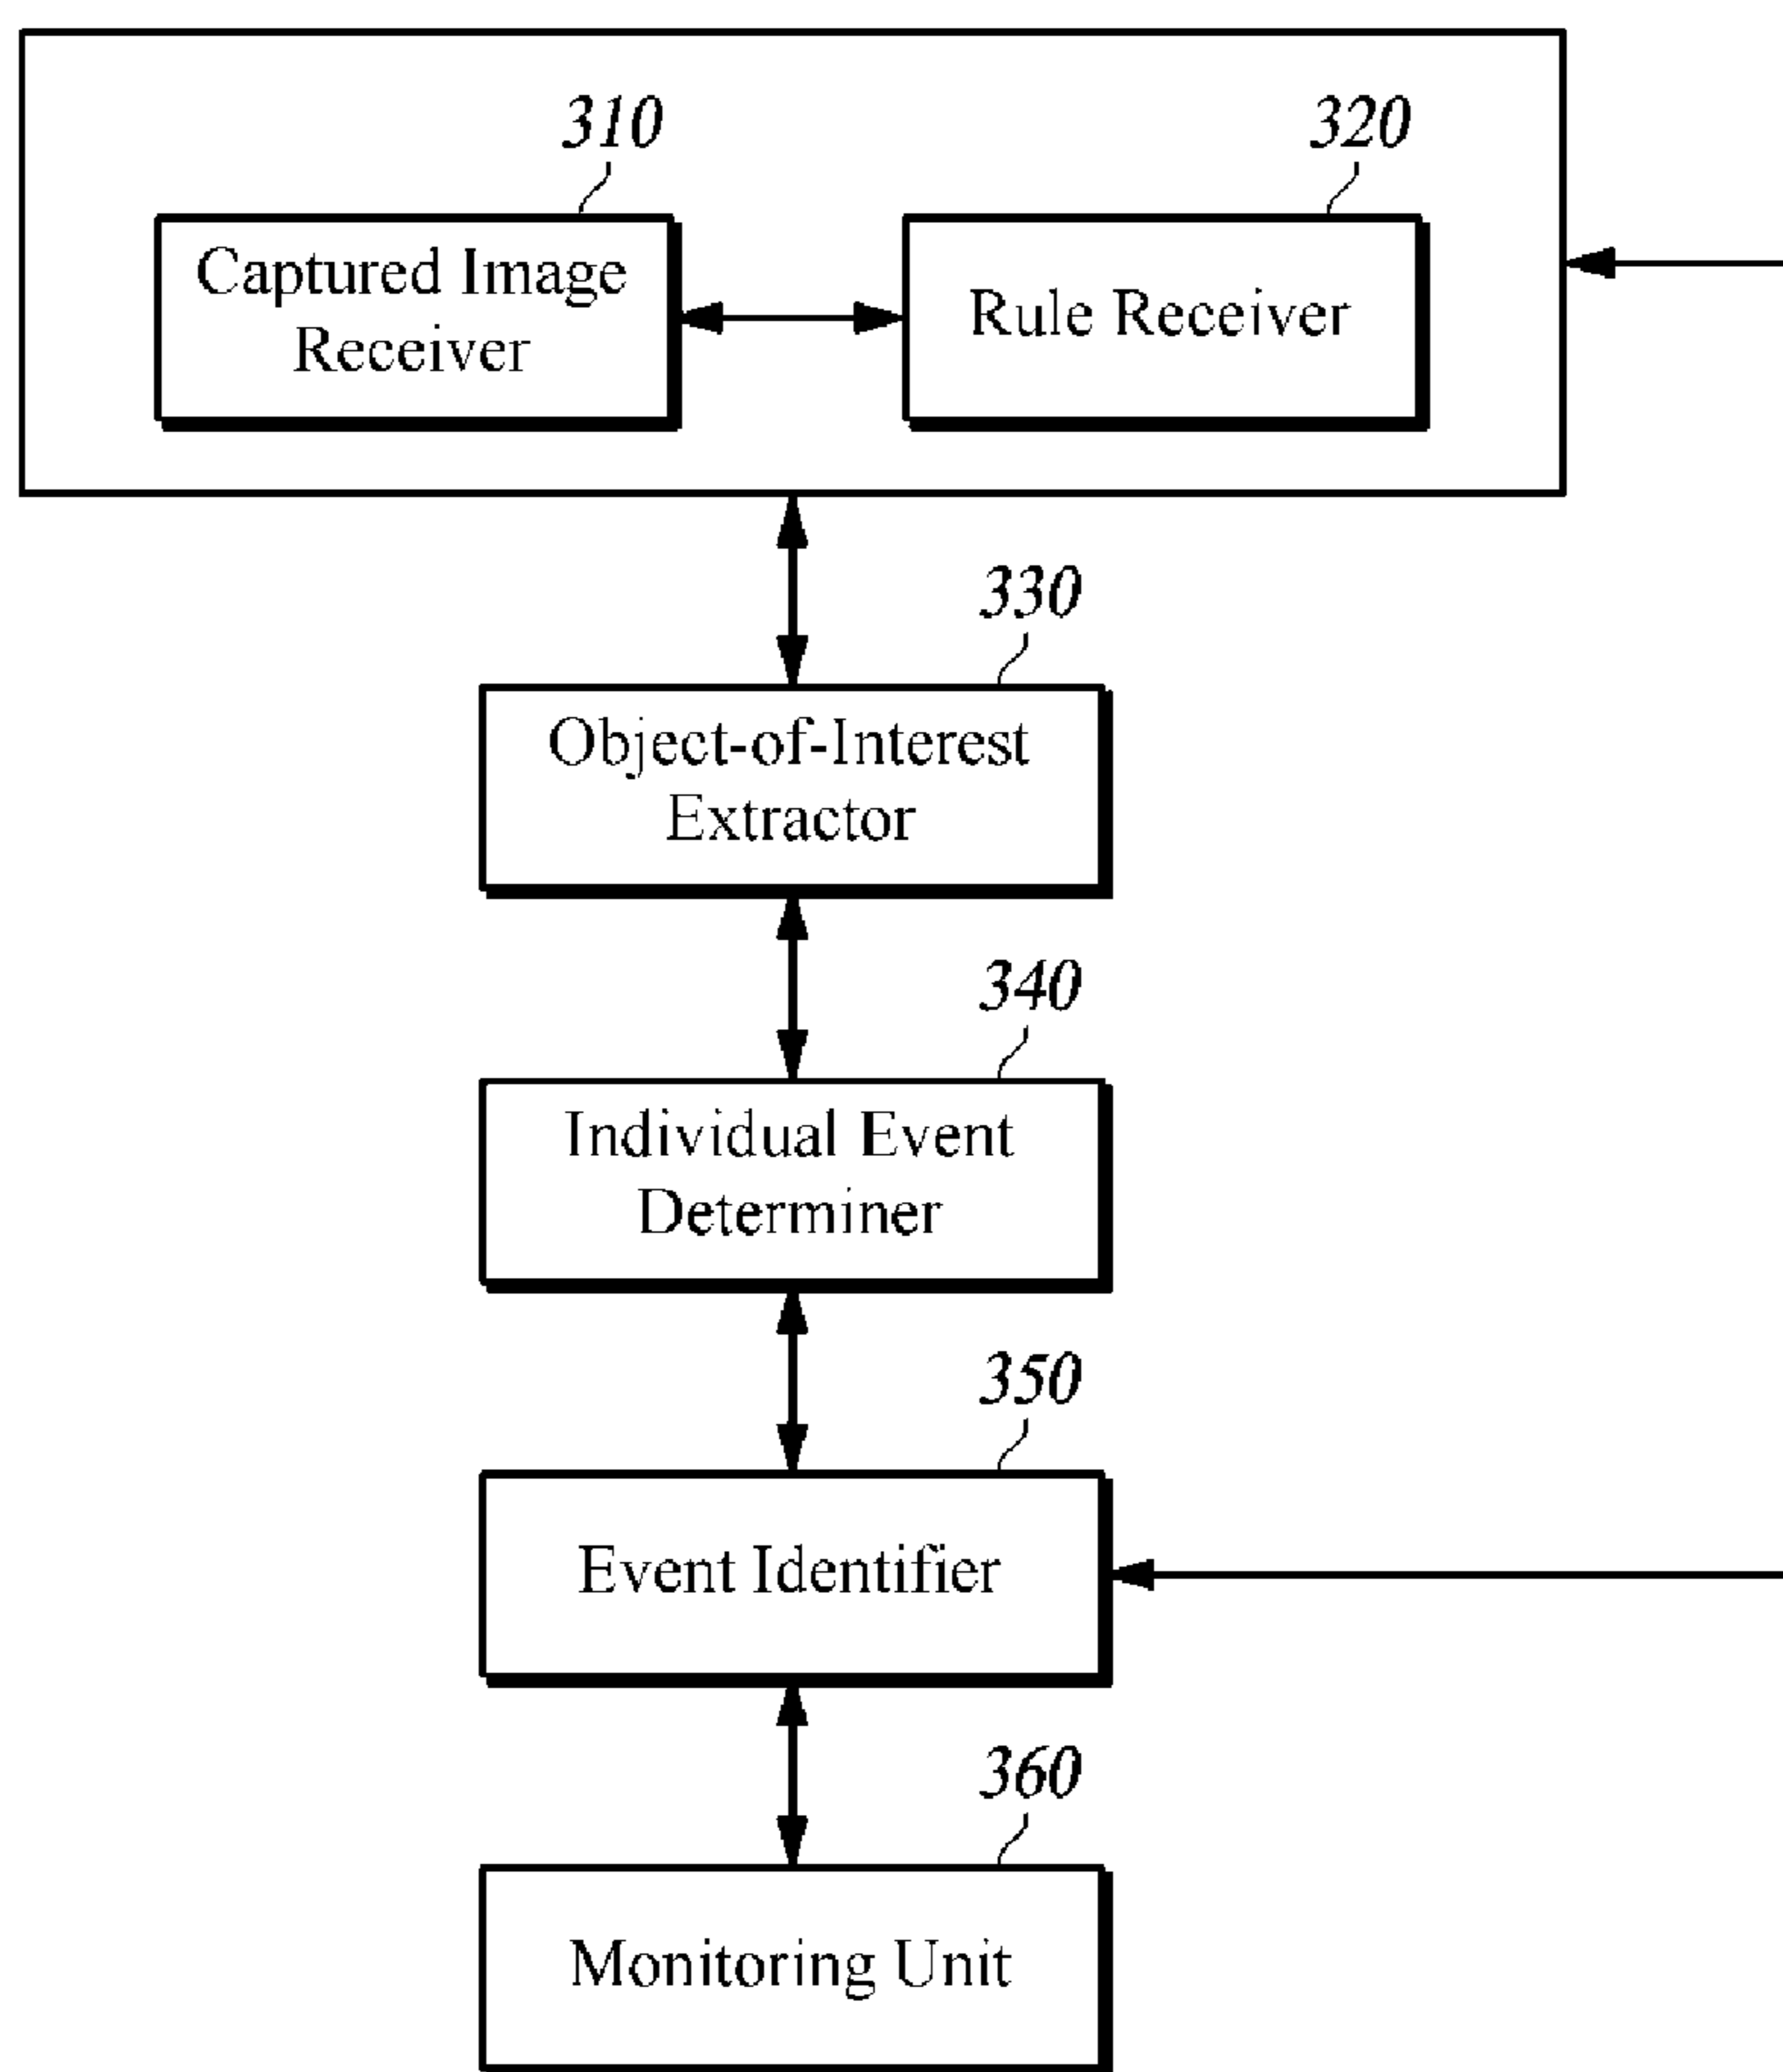 310
320
Captured Image
Receiver
Rule Receiver
330
Object-of-Interest
Extractor
340
Individual Event
Determiner
350
Event Identifier
360
Monitoring Unit